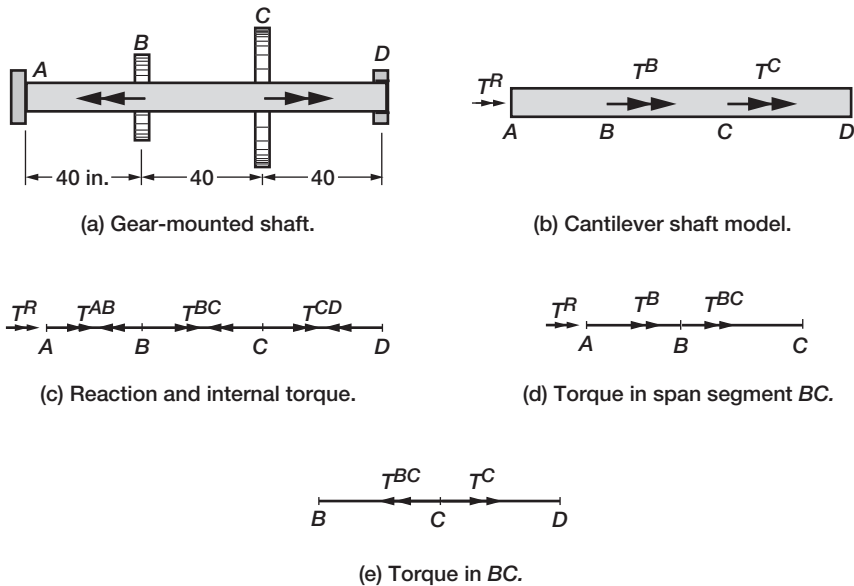 A B C D
40 in. 40 40
(a) Gear-mounted shaft.
T^R T^B T^C
A B C D
(b) Cantilever shaft model.
T^R T^AB T^BC T^CD
A B C D
(c) Reaction and internal torque.
T^R T^B T^BC
A B C
(d) Torque in span segment BC.
T^BC T^C
B C D
(e) Torque in BC.